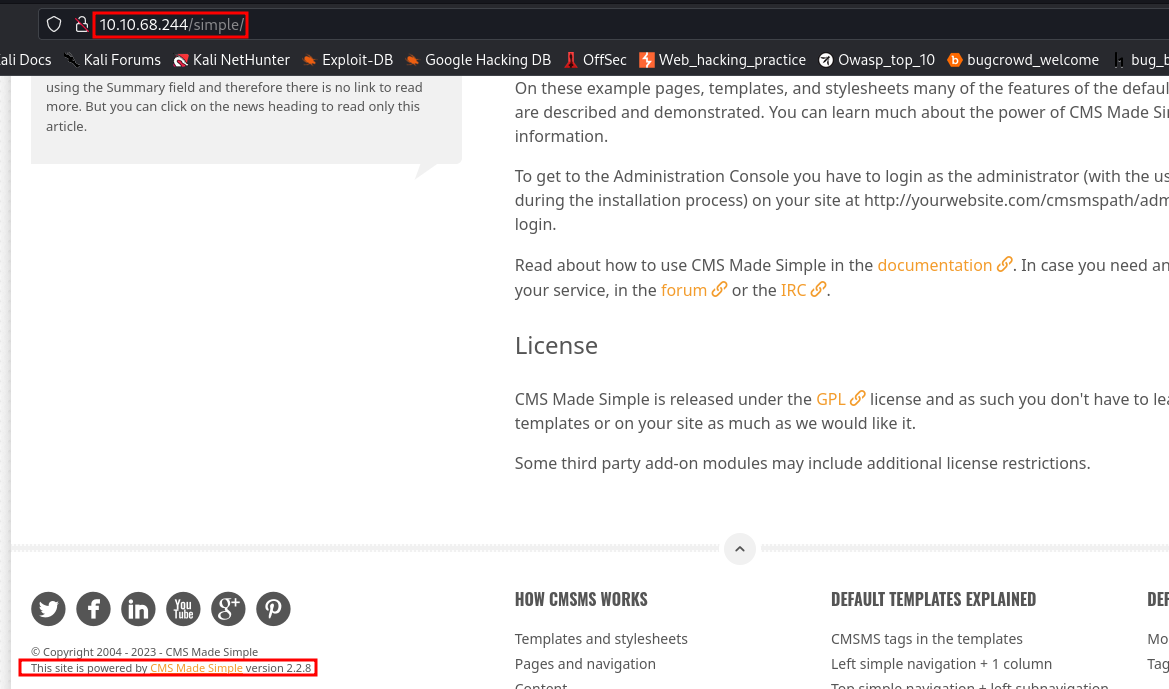 10.10.68.244/simple/
ali Docs Kali Forums Kali NetHunter Exploit-DB Google Hacking DB OffSec Web_hacking_practice Owasp_top_10 bugcrowd_welcome bug_b
using the Summary field and therefore there is no link to read
more. But you can click on the news heading to read only this
article.
On these example pages, templates, and stylesheets many of the features of the defaul
are described and demonstrated. You can learn much about the power of CMS Made Si
information.
To get to the Administration Console you have to login as the administrator (with the us
during the installation process) on your site at http://yourwebsite.com/cmsmspath/adm
login.
Read about how to use CMS Made Simple in the documentation. In case you need an
your service, in the forum or the IRC.
License
CMS Made Simple is released under the GPL license and as such you don't have to lea
templates or on your site as much as we would like it.
Some third party add-on modules may include additional license restrictions.
You Tube
g+
© Copyright 2004 - 2023 - CMS Made Simple
This site is powered by CMS Made Simple version 2.2.8
HOW CMSMS WORKS
Templates and stylesheets
Pages and navigation
Content
DEFAULT TEMPLATES EXPLAINED
CMSMS tags in the templates
Left simple navigation + 1 column
Top simple navigation + left subnavigation
DEF
Mo
Tag